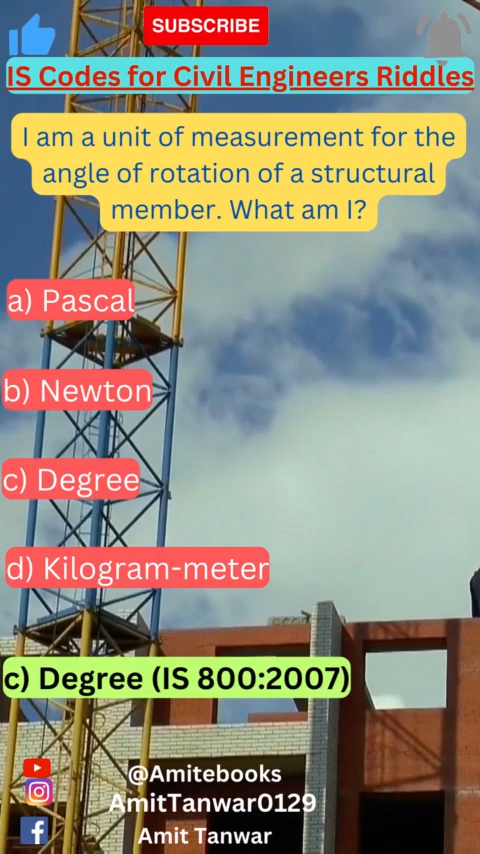 SUBSCRIBE
IS Codes for Civil Engineers Riddles
I am a unit of measurement for the
angle of rotation of a structural
member. What am I?
a) Pascal
b) Newton
c) Degree
d) Kilogram-meter
c) Degree (IS 800:2007)
@Amitebooks
AmitTanwar0129
Amit Tanwar